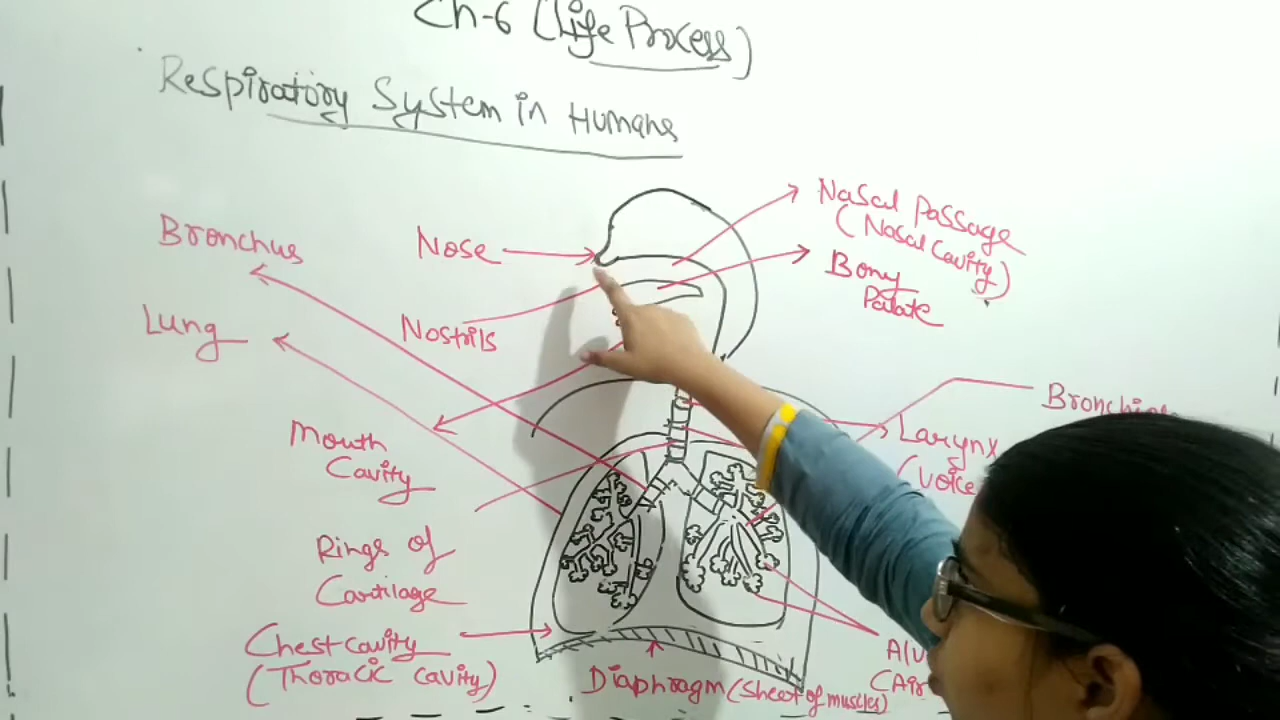 Ch-6 (Life Process)
Respiratory System in Humans
Nasal Passage
(Nasal Cavity)
Bronchus
Nose
Bony
Palate
Lung
Nostrils
Larynx
(Voice
Mouth
Cavity
Rings of
Cartilage
Chest cavity
(Thoracic cavity)
Diaphragm (Sheet of muscles)